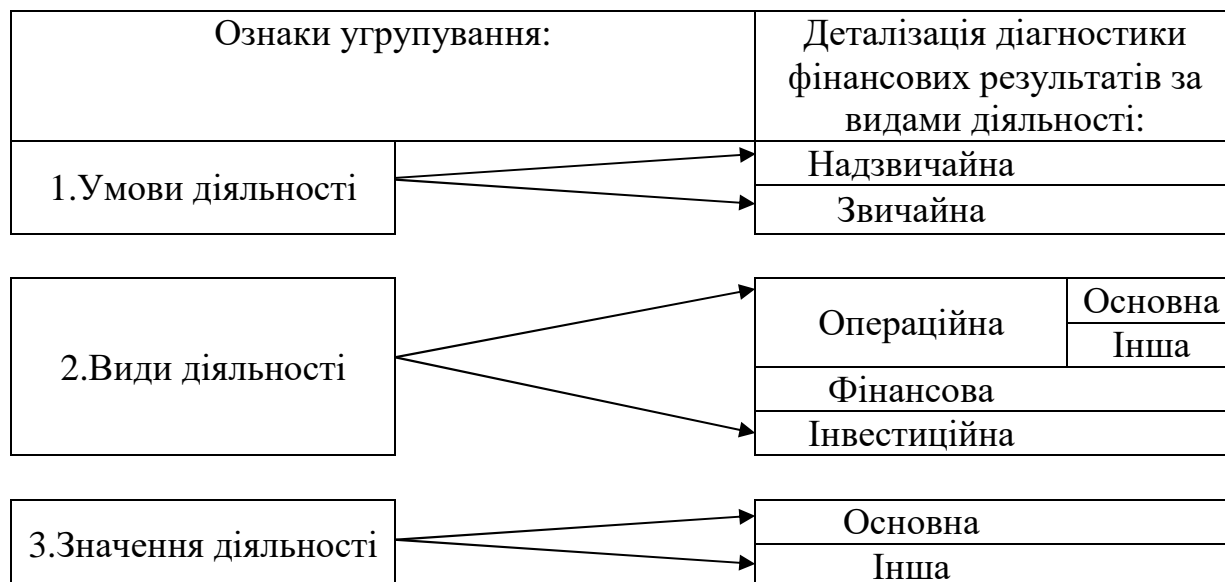 Ознаки угрупування:
Деталізація діагностики
фінансових результатів за
видами діяльності:
1.Умови діяльності
Надзвичайна
Звичайна
2.Види діяльності
Операційна
Основна
Інша
Фінансова
Інвестиційна
3.Значення діяльності
Основна
Інша